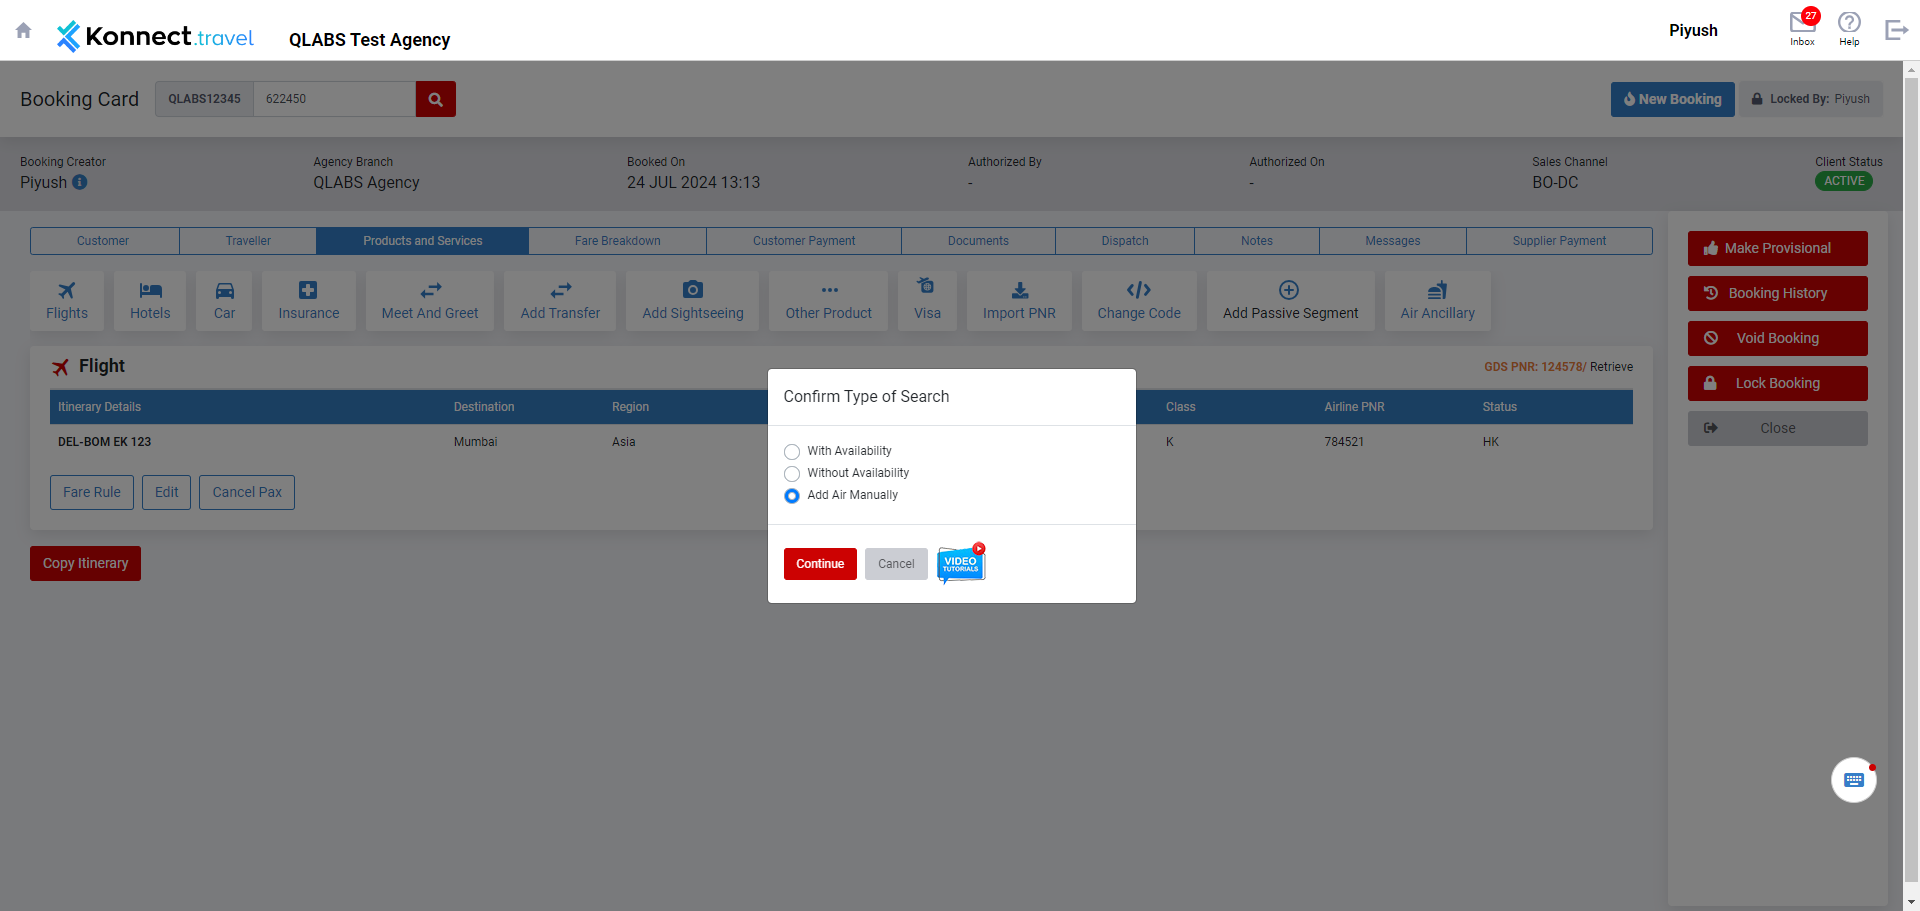 Konnect.travel QLABS Test Agency Piyush 27 Inbox Help
Booking Card QLABS12345 622450 New Booking Locked By: Piyush
Booking Creator Agency Branch Booked On Authorized By Authorized On Sales Channel Client Status
Piyush QLABS Agency 24 JUL 2024 13:13 - - BO-DC ACTIVE
Customer Traveller Products and Services Fare Breakdown Customer Payment Documents Dispatch Notes Messages Supplier Payment
Flights Hotels Car Insurance Meet And Greet Add Transfer Add Sightseeing Other Product Visa Import PNR Change Code Add Passive Segment Air Ancillary
Make Provisional
Booking History
Void Booking
Lock Booking
Close
Flight GDS PNR: 124578/ Retrieve
Itinerary Details Destination Region Class Airline PNR Status
DEL-BOM EK 123 Mumbai Asia K 784521 HK
Fare Rule Edit Cancel Pax
Copy Itinerary
Confirm Type of Search
With Availability
Without Availability
Add Air Manually
Continue Cancel VIDEO
TUTORIALS